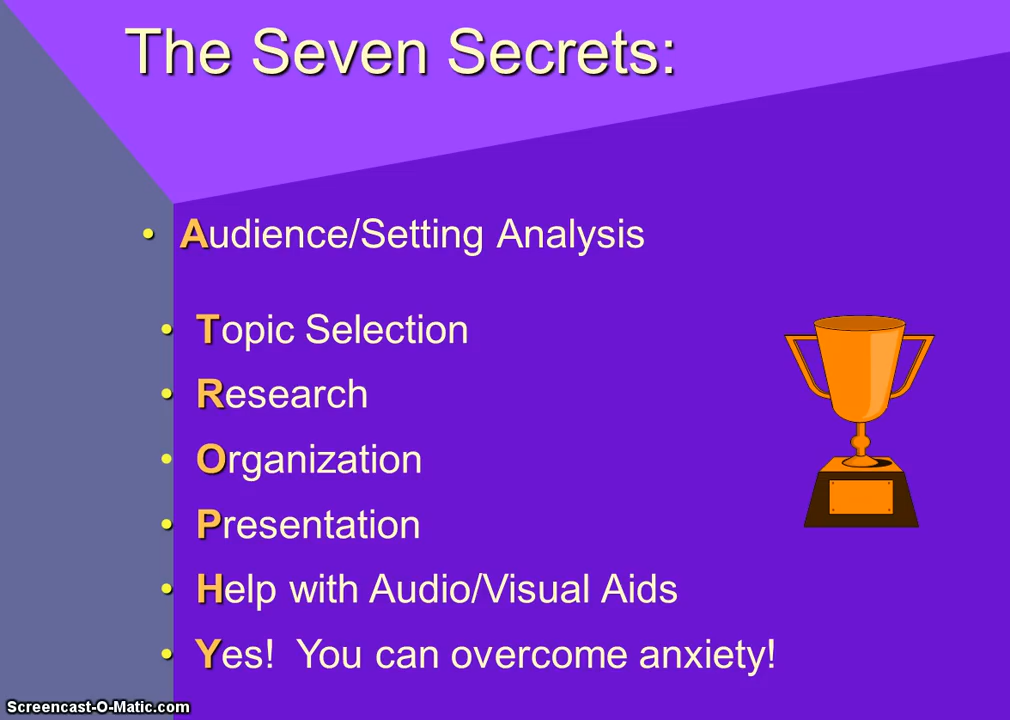 The Seven Secrets:
• Audience/Setting Analysis
• Topic Selection
• Research
• Organization
• Presentation
• Help with Audio/Visual Aids
• Yes!  You can overcome anxiety!
Screencast-O-Matic.com